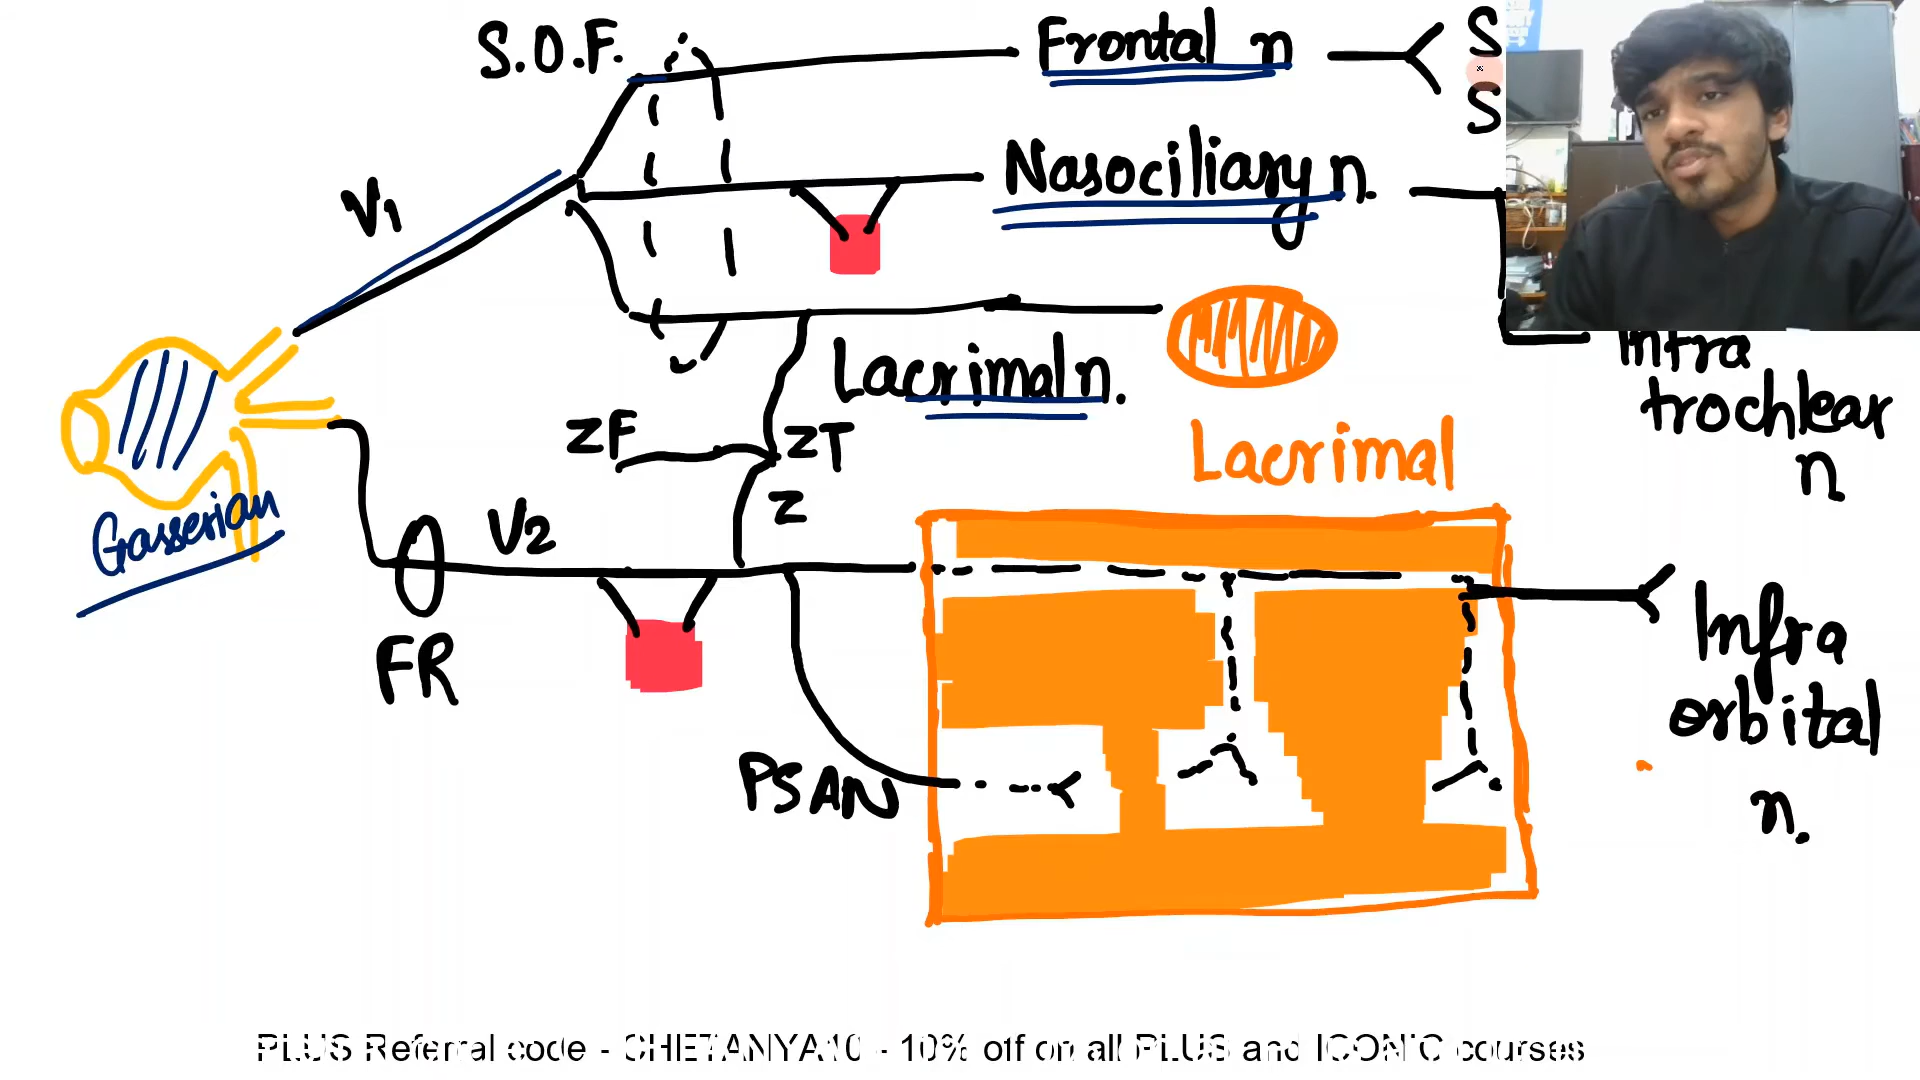 S.O.F.
Frontal n
S
S
Nasociliary n.
V1
Lacrimal n.
Infra
trochlear
n
ZF
ZT
Z
Lacrimal
Gasserian
V2
FR
Infra
orbital
n.
PSAN
PLUS Referral code - CHETANYA10 - 10% off on all PLUS and ICONIC courses